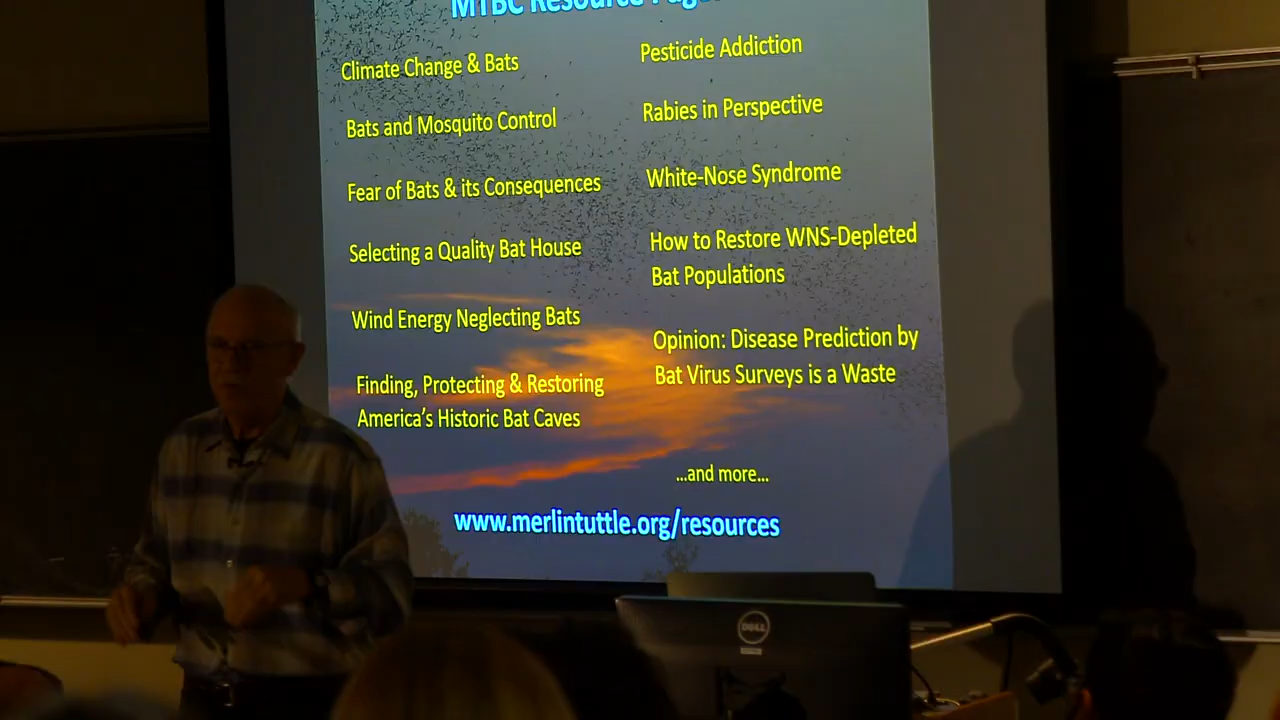 MTBC Resource
Climate Change & Bats
Bats and Mosquito Control
Fear of Bats & its Consequences
Selecting a Quality Bat House
Wind Energy Neglecting Bats
Finding, Protecting & Restoring
America's Historic Bat Caves
Pesticide Addiction
Rabies in Perspective
White-Nose Syndrome
How to Restore WNS-Depleted
Bat Populations
Opinion: Disease Prediction by
Bat Virus Surveys is a Waste
...and more...
www.merlintuttle.org/resources
DELL